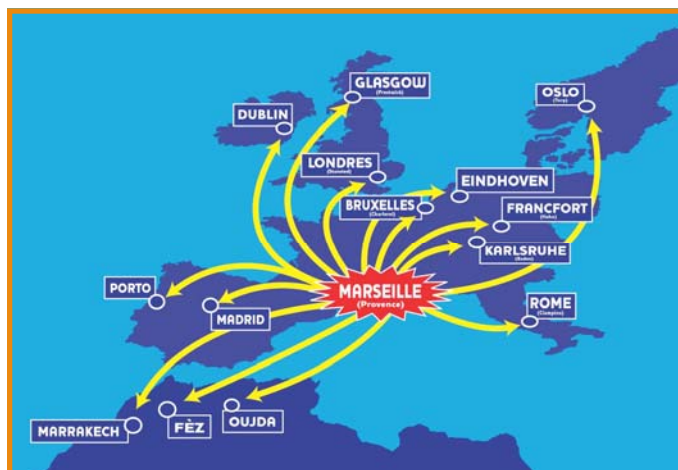 GLASGOW
(Prestwick)
OSLO
(Torp)
DUBLIN
LONDRES
(Stansted)
EINDHOVEN
BRUXELLES
(Charleroi)
FRANCFORT
(Hahn)
KARLSRUHE
(Baden)
MARSEILLE
(Provence)
PORTO
MADRID
ROME
(Ciampino)
MARRAKECH
FÈZ
OUJDA